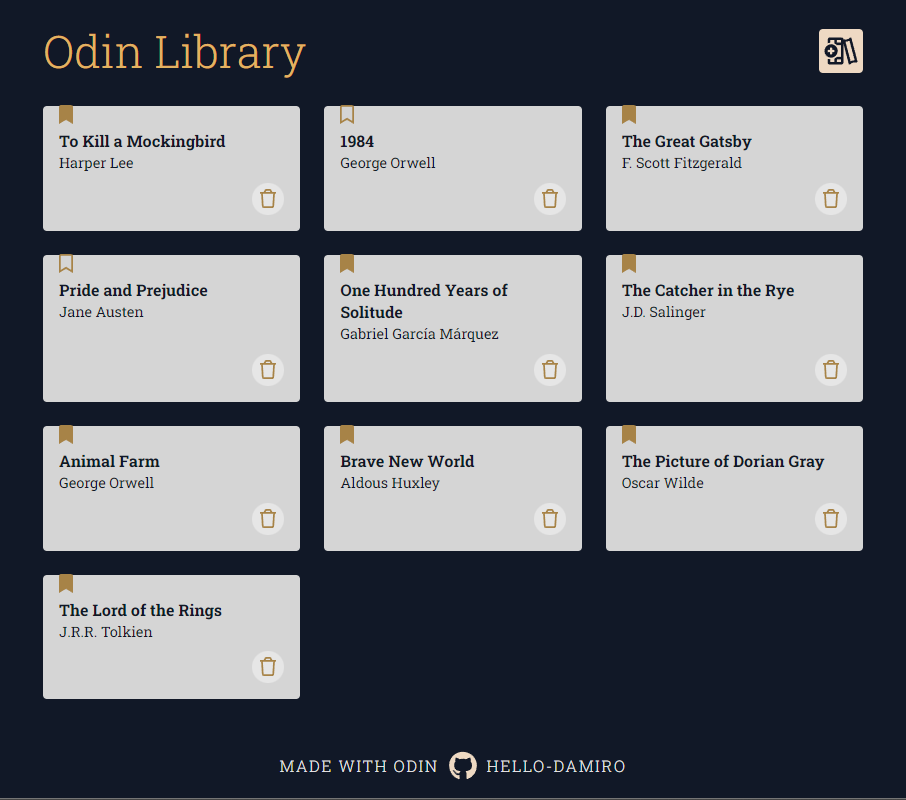 Odin Library
To Kill a Mockingbird
Harper Lee
1984
George Orwell
The Great Gatsby
F. Scott Fitzgerald
Pride and Prejudice
Jane Austen
One Hundred Years of
Solitude
Gabriel García Márquez
The Catcher in the Rye
J.D. Salinger
Animal Farm
George Orwell
Brave New World
Aldous Huxley
The Picture of Dorian Gray
Oscar Wilde
The Lord of the Rings
J.R.R. Tolkien
MADE WITH ODIN HELLO-DAMIRO